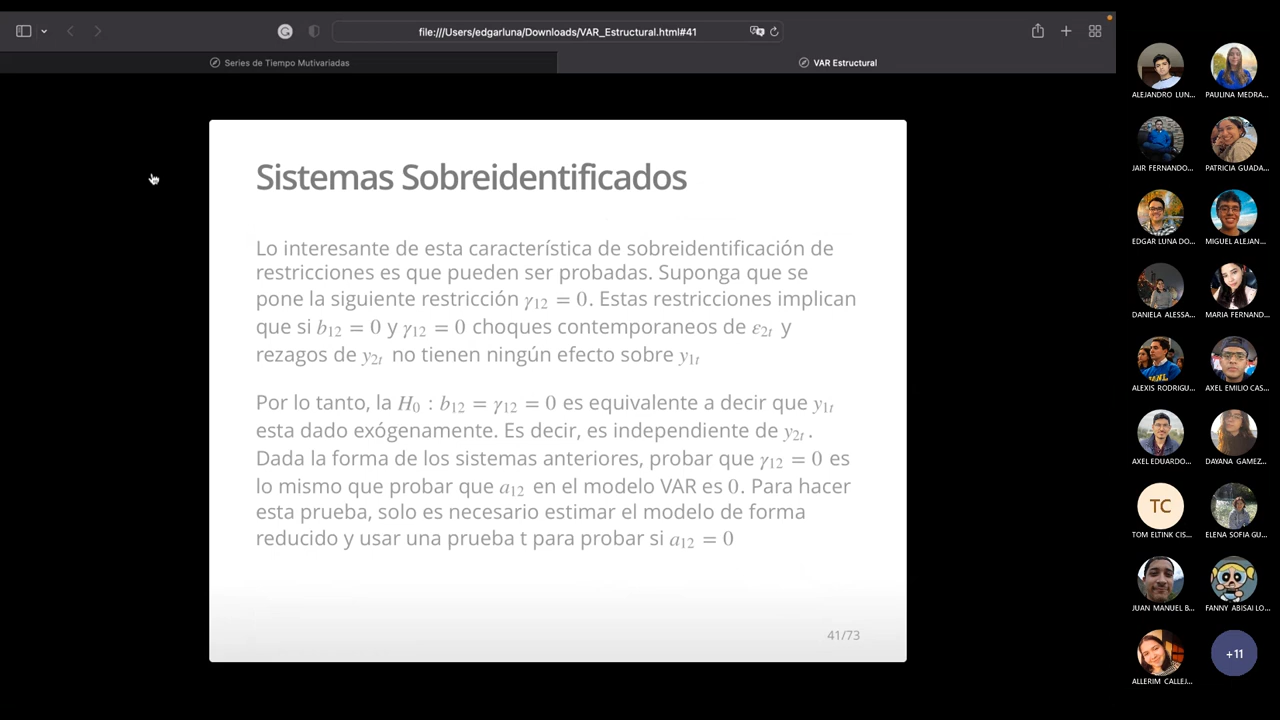 file:///Users/edgarluna/Downloads/VAR_Estructural.html#41
Series de Tiempo Mutivariadas
VAR Estructural
Sistemas Sobreidentificados
Lo interesante de esta característica de sobreidentificación de
restricciones es que pueden ser probadas. Suponga que se
pone la siguiente restricción γ₁₂ = 0. Estas restricciones implican
que si b₁₂ = 0 y γ₁₂ = 0 choques contemporaneos de ε₂ₜ y
rezagos de y₂ₜ no tienen ningún efecto sobre y₁ₜ
Por lo tanto, la H₀ : b₁₂ = γ₁₂ = 0 es equivalente a decir que y₁ₜ
esta dado exógenamente. Es decir, es independiente de y₂ₜ .
Dada la forma de los sistemas anteriores, probar que γ₁₂ = 0 es
lo mismo que probar que a₁₂ en el modelo VAR es 0. Para hacer
esta prueba, solo es necesario estimar el modelo de forma
reducido y usar una prueba t para probar si a₁₂ = 0
41/73
ALEJANDRO LUN...
PAULINA MEDRA...
JAIR FERNANDO...
PATRICIA GUADA...
EDGAR LUNA DO...
MIGUEL ALEJAN...
DANIELA ALESSA...
MARIA FERNAND...
ALEXIS RODRIGU...
AXEL EMILIO CAS...
AXEL EDUARDO...
DAYANA GAMEZ...
TC
TOM ELTINK CIS...
ELENA SOFIA GU...
JUAN MANUEL B...
FANNY ABISAI LO...
ALLERIM CALLEJ...
+11